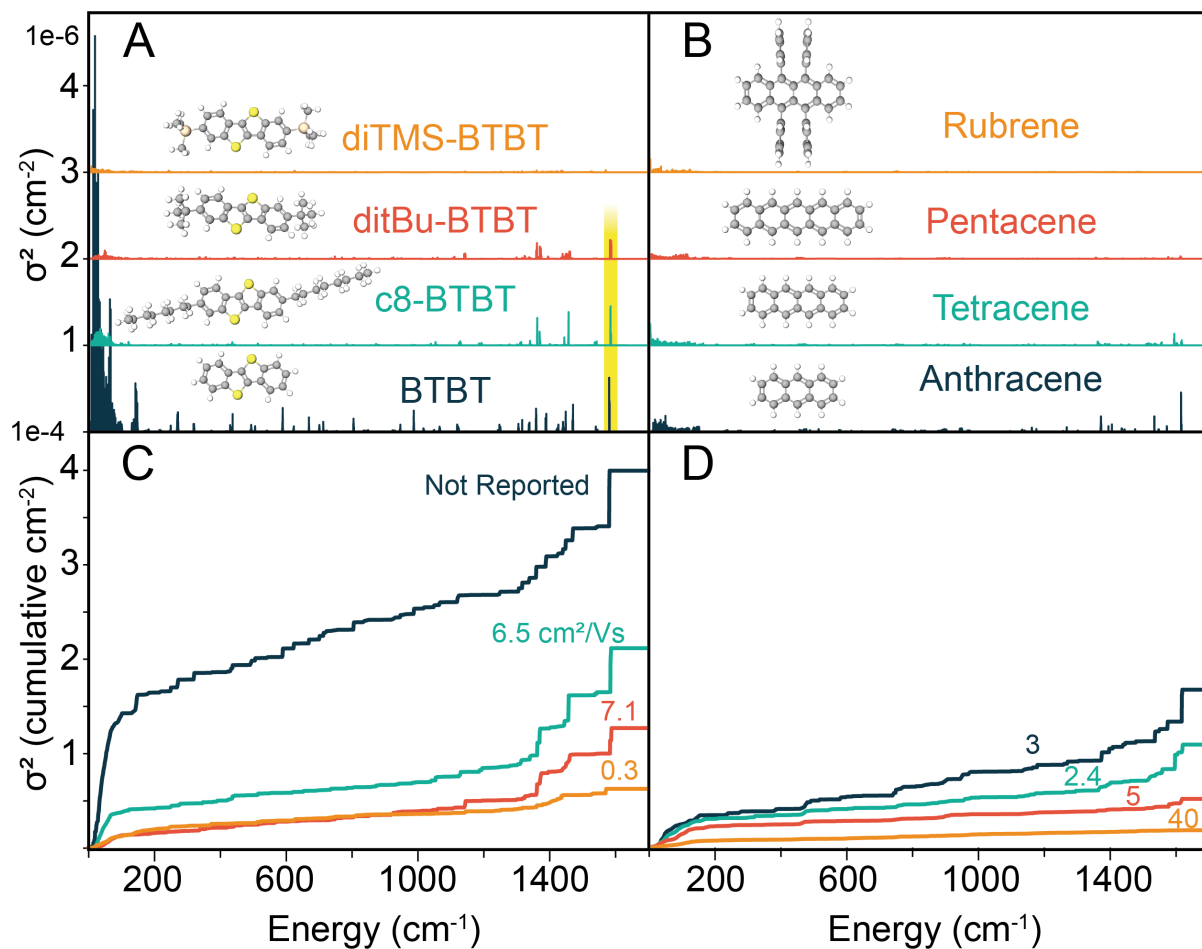 1e-6
A
B
4
diTMS-BTBT
Rubrene
3
σ² (cm⁻²)
ditBu-BTBT
Pentacene
2
c8-BTBT
Tetracene
1
BTBT
Anthracene
1e-4
C
D
4
Not Reported
3
σ² (cumulative cm⁻²)
6.5 cm²/Vs
2
7.1
3
0.3
2.4
1
5
40
200 600 1000 1400
200 600 1000 1400
Energy (cm⁻¹)
Energy (cm⁻¹)